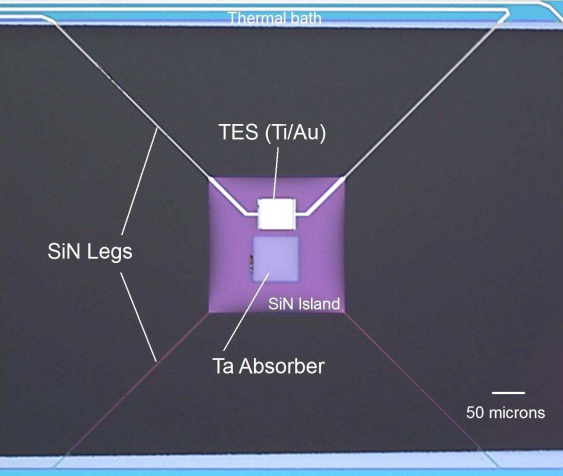 Thermal bath
TES (Ti/Au)
SiN Legs
SiN Island
Ta Absorber
50 microns